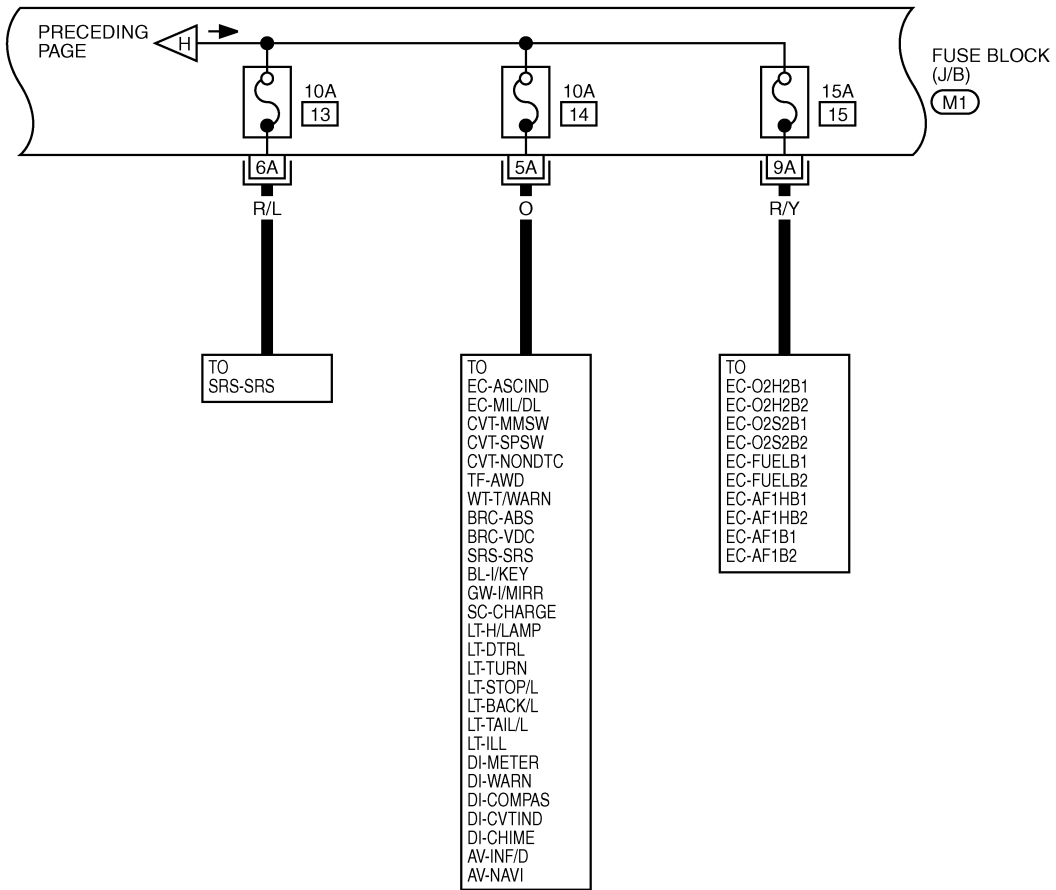 PRECEDING
PAGE
H
FUSE BLOCK
(J/B)
M1
10A
13
10A
14
15A
15
6A
5A
9A
R/L
O
R/Y
TO
SRS-SRS
TO
EC-ASCIND
EC-MIL/DL
CVT-MMSW
CVT-SPSW
CVT-NONDTC
TF-AWD
WT-T/WARN
BRC-ABS
BRC-VDC
SRS-SRS
BL-I/KEY
GW-I/MIRR
SC-CHARGE
LT-H/LAMP
LT-DTRL
LT-TURN
LT-STOP/L
LT-BACK/L
LT-TAIL/L
LT-ILL
DI-METER
DI-WARN
DI-COMPAS
DI-CVTIND
DI-CHIME
AV-INF/D
AV-NAVI
TO
EC-O2H2B1
EC-O2H2B2
EC-O2S2B1
EC-O2S2B2
EC-FUELB1
EC-FUELB2
EC-AF1HB1
EC-AF1HB2
EC-AF1B1
EC-AF1B2